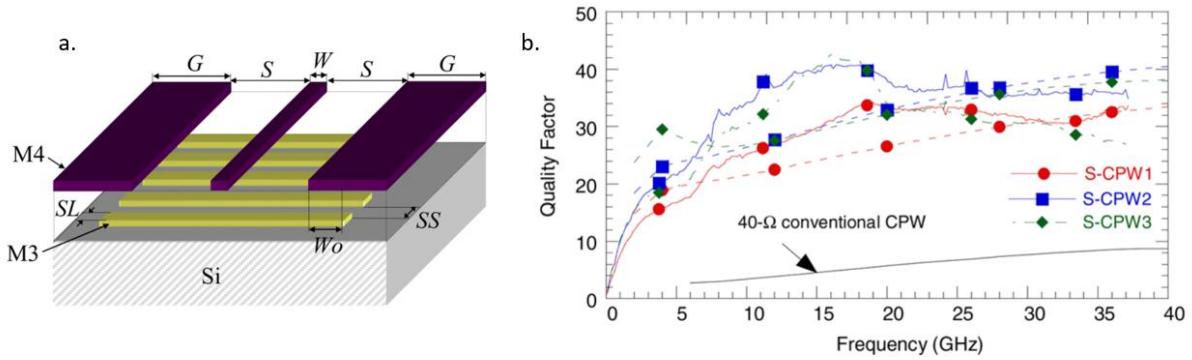 a.
G S W S G
M4
SL
SS
M3
Wo
Si
b.
Quality Factor
50
40
30
20
10
0
S-CPW1
S-CPW2
S-CPW3
40-Ω conventional CPW
0 5 10 15 20 25 30 35 40
Frequency (GHz)